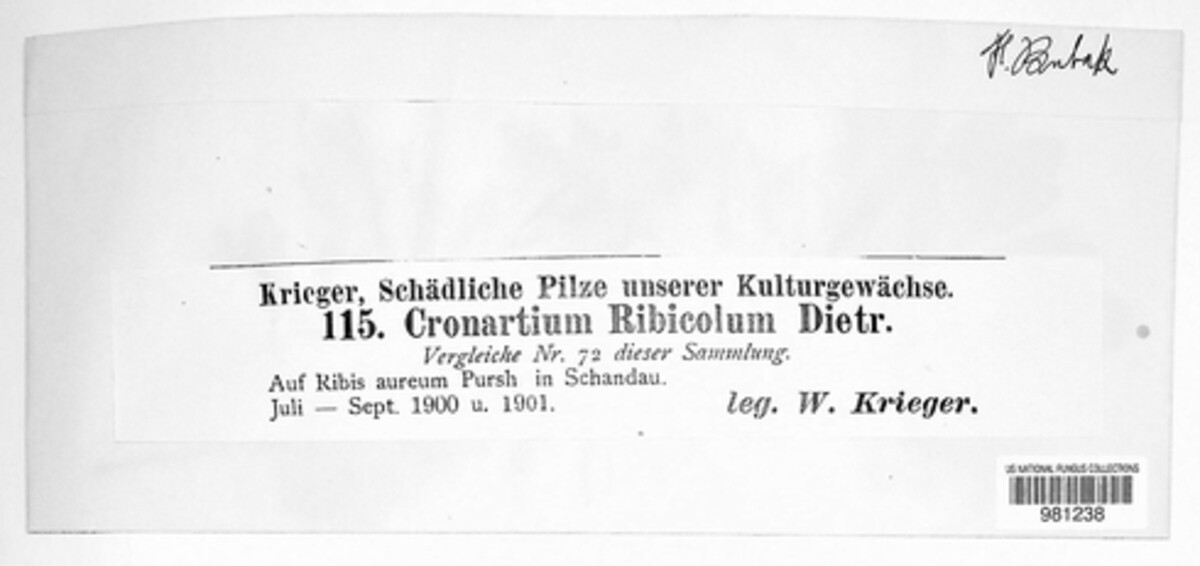 Krieger, Schädliche Pilze unserer Kulturgewächse.
115. Cronartium Ribicolum Dietr.
Vergleiche Nr. 72 dieser Sammlung.
Auf Ribis aureum Pursh in Schandau.
Juli — Sept. 1900 u. 1901.
leg. W. Krieger.
US NATIONAL FUNGUS COLLECTIONS
981238